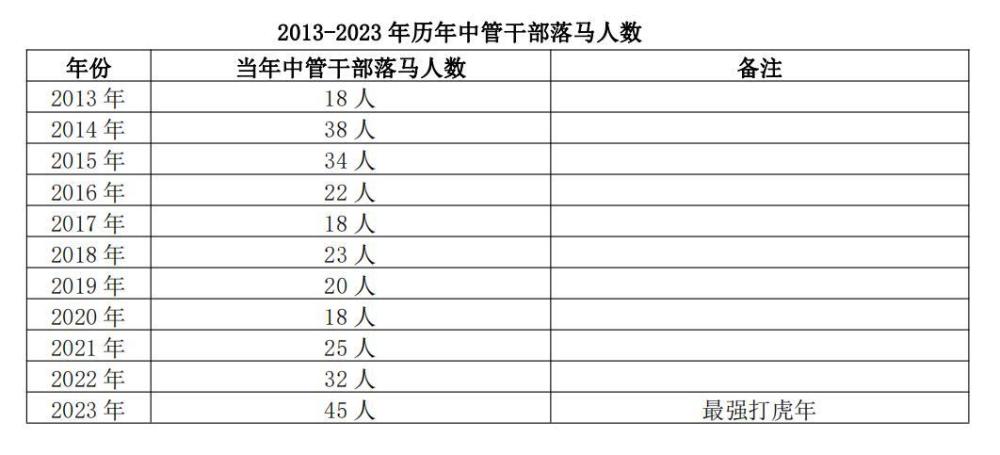 2013-2023 年历年中管干部落马人数
年份 当年中管干部落马人数 备注
2013 年 18 人
2014 年 38 人
2015 年 34 人
2016 年 22 人
2017 年 18 人
2018 年 23 人
2019 年 20 人
2020 年 18 人
2021 年 25 人
2022 年 32 人
2023 年 45 人 最强打虎年